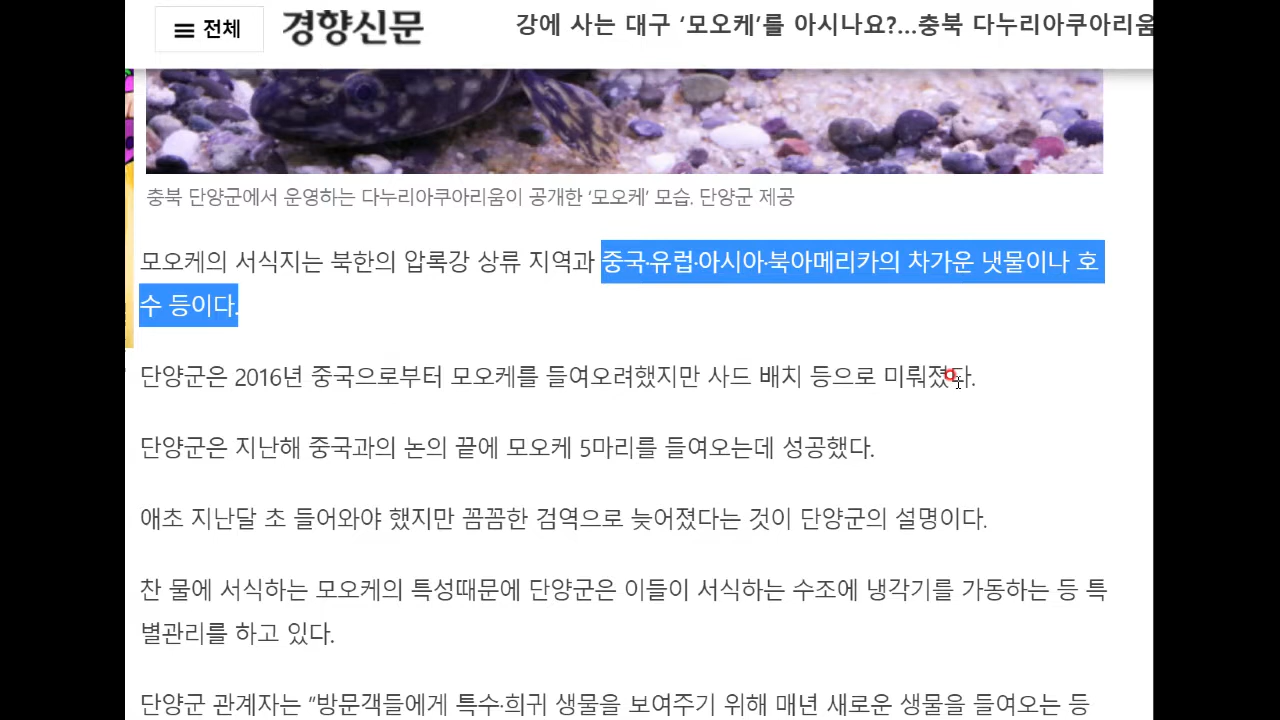 전체
경향신문
강에 사는 대구 ‘모오케’를 아시나요?...충북 다누리아쿠아리움
충북 단양군에서 운영하는 다누리아쿠아리움이 공개한 ‘모오케’ 모습. 단양군 제공
모오케의 서식지는 북한의 압록강 상류 지역과 중국·유럽·아시아·북아메리카의 차가운 냇물이나 호
수 등이다.
단양군은 2016년 중국으로부터 모오케를 들여오려했지만 사드 배치 등으로 미뤄졌다.
단양군은 지난해 중국과의 논의 끝에 모오케 5마리를 들여오는데 성공했다.
애초 지난달 초 들어와야 했지만 꼼꼼한 검역으로 늦어졌다는 것이 단양군의 설명이다.
찬 물에 서식하는 모오케의 특성때문에 단양군은 이들이 서식하는 수조에 냉각기를 가동하는 등 특
별관리를 하고 있다.
단양군 관계자는 “방문객들에게 특수·희귀 생물을 보여주기 위해 매년 새로운 생물을 들여오는 등